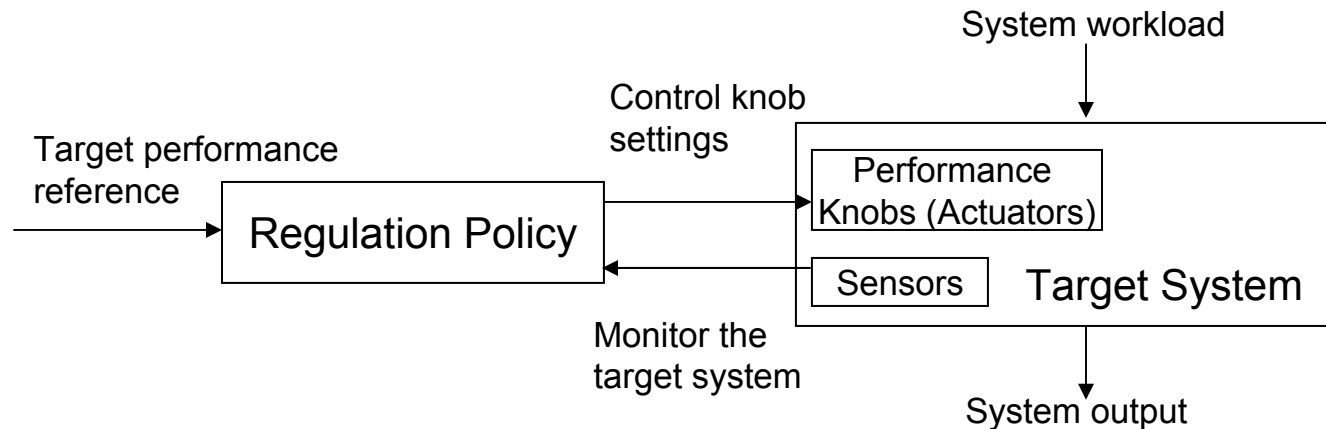 System workload
Control knob
settings
Target performance
reference
Performance
Knobs (Actuators)
Regulation Policy
Sensors
Target System
Monitor the
target system
System output